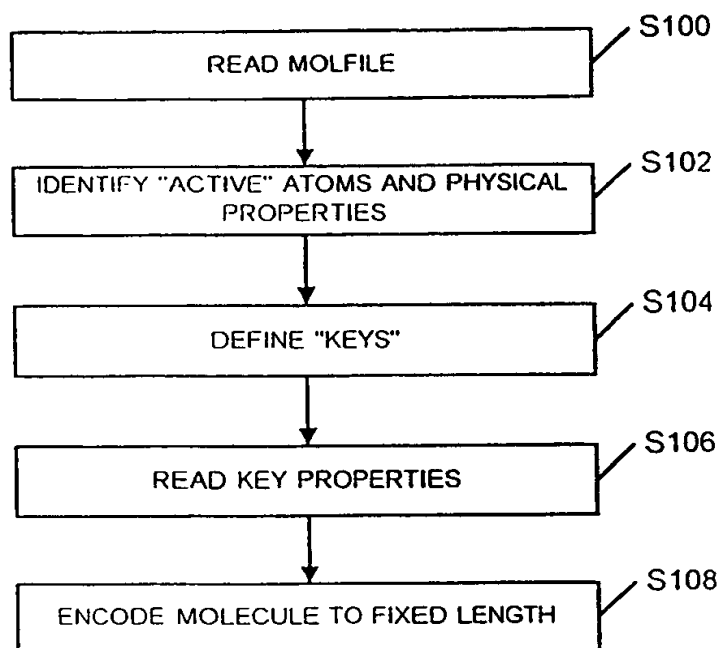 S100
READ MOLFILE
S102
IDENTIFY "ACTIVE" ATOMS AND PHYSICAL
PROPERTIES
S104
DEFINE "KEYS"
S106
READ KEY PROPERTIES
S108
ENCODE MOLECULE TO FIXED LENGTH